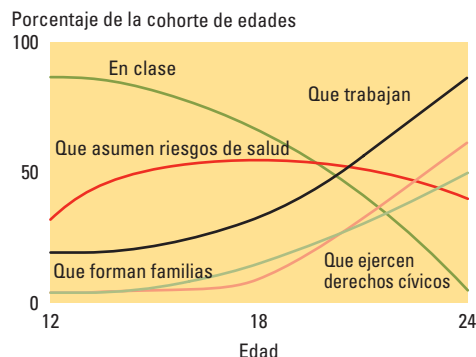 Porcentaje de la cohorte de edades
100
En clase
Que trabajan
Que asumen riesgos de salud
50
Que forman familias
Que ejercen
derechos cívicos
0
12
18
24
Edad